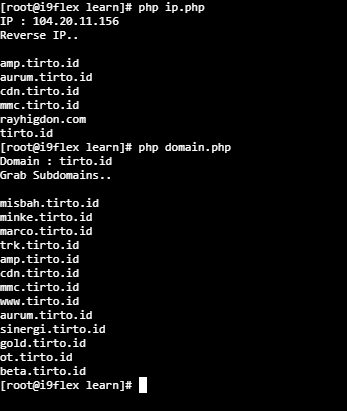 [root@i9flex learn]# php ip.php
IP : 104.20.11.156
Reverse IP..
amp.tirto.id
aurum.tirto.id
cdn.tirto.id
mmc.tirto.id
rayhigdon.com
tirto.id
[root@i9flex learn]# php domain.php
Domain : tirto.id
Grab Subdomains..
misbah.tirto.id
minke.tirto.id
marco.tirto.id
trk.tirto.id
amp.tirto.id
cdn.tirto.id
mmc.tirto.id
www.tirto.id
aurum.tirto.id
sinergi.tirto.id
gold.tirto.id
ot.tirto.id
beta.tirto.id
[root@i9flex learn]#